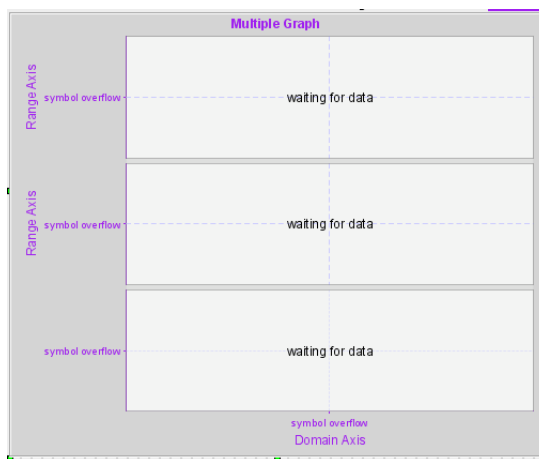 Multiple Graph
Range Axis
symbol overflow
waiting for data
Range Axis
symbol overflow
waiting for data
symbol overflow
waiting for data
symbol overflow
Domain Axis